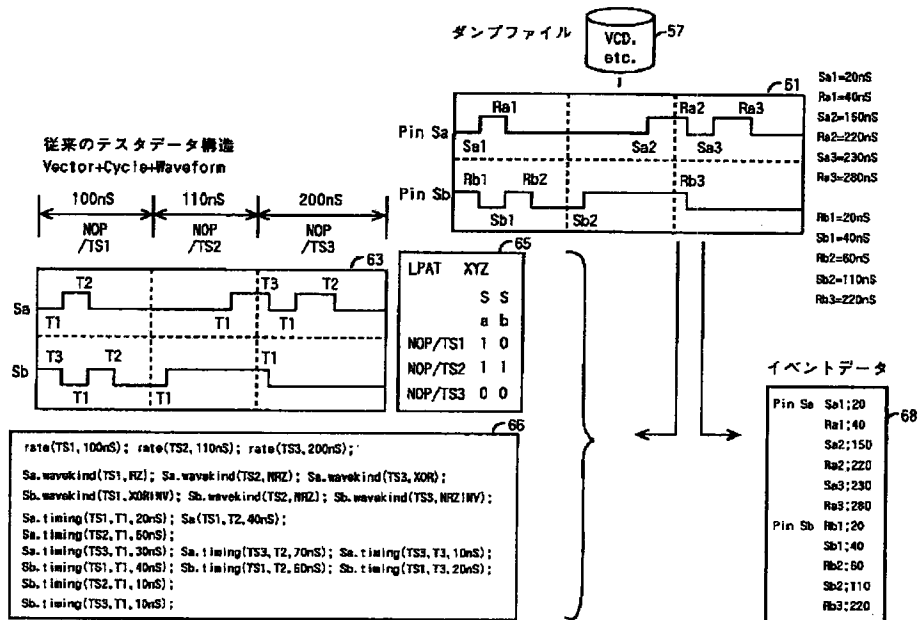 ダンプファイル
VCD.
etc.
57
51
Pin Sa
Ra1
Ra2
Ra3
Sa1
Sa2
Sa3
Pin Sb
Rb1
Rb2
Rb3
Sb1
Sb2
Sa1=20nS
Ra1=40nS
Sa2=150nS
Ra2=220nS
Sa3=230nS
Ra3=280nS
Rb1=20nS
Sb1=40nS
Rb2=60nS
Sb2=110nS
Rb3=220nS
従来のテスタデータ構造
Vector+Cycle+Waveform
100nS 110nS 200nS
NOP NOP NOP
/TS1 /TS2 /TS3
63
T2 T3 T2
Sa
T1 T1 T1
T3 T2 T1
Sb
T1 T1
65
LPAT XYZ
S S
a b
NOP/TS1 1 0
NOP/TS2 1 1
NOP/TS3 0 0
66
rate(TS1,100nS); rate(TS2,110nS); rate(TS3,200nS);
Sa.wavekind(TS1,RZ); Sa.wavekind(TS2,NRZ); Sa.wavekind(TS3,XOR);
Sb.wavekind(TS1,XORINV); Sb.wavekind(TS2,NRZ); Sb.wavekind(TS3,NRZINV);
Sa.timing(TS1,T1,20nS); Sa(TS1,T2,40nS);
Sa.timing(TS2,T1,50nS);
Sa.timing(TS3,T1,30nS); Sa.timing(TS3,T2,70nS); Sa.timing(TS3,T3,10nS);
Sb.timing(TS1,T1,40nS); Sb.timing(TS1,T2,60nS); Sb.timing(TS1,T3,20nS);
Sb.timing(TS2,T1,10nS);
Sb.timing(TS3,T1,10nS);
イベントデータ
68
Pin Sa Sa1;20
Ra1;40
Sa2;150
Ra2;220
Sa3;230
Ra3;280
Pin Sb Rb1;20
Sb1;40
Rb2;60
Sb2;110
Rb3;220